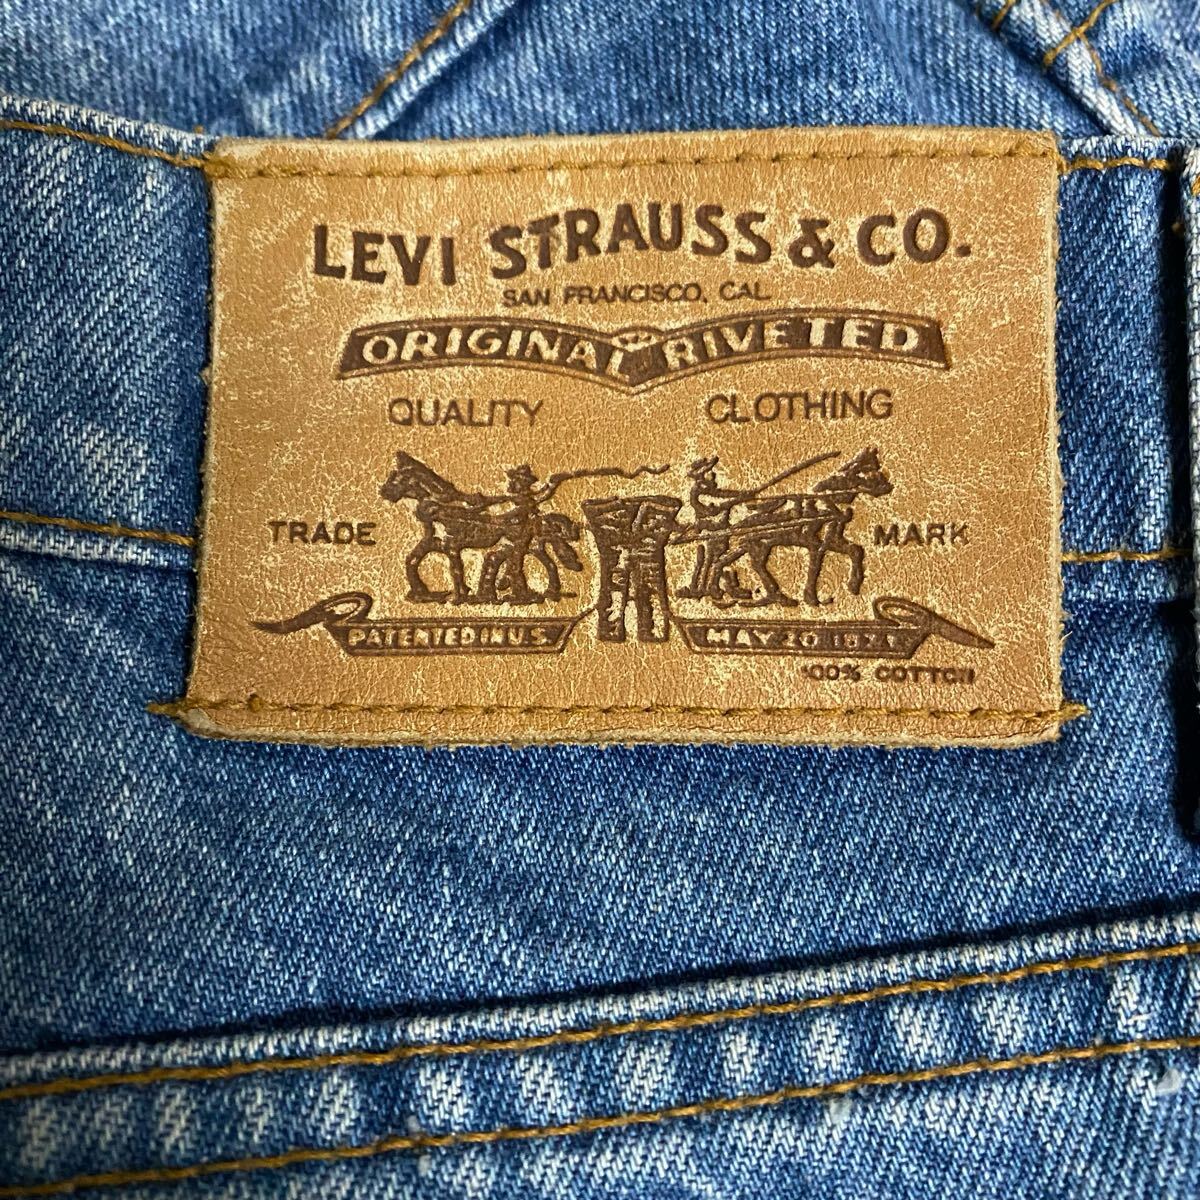 LEVI STRAUSS & CO.
SAN FRANCISCO, CAL
ORIGINAL RIVETED
QUALITY CLOTHING
TRADE MARK
PATENTED IN U.S. MAY 20 1873
100% COTTON